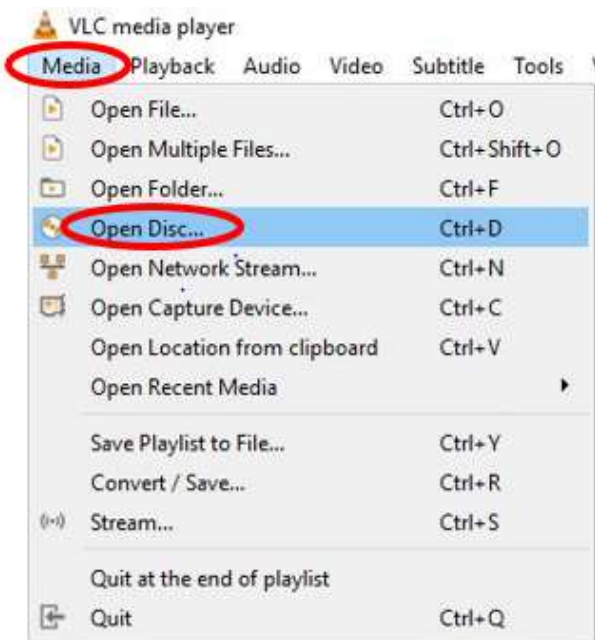 VLC media player
Media Playback Audio Video Subtitle Tools
Open File... Ctrl+O
Open Multiple Files... Ctrl+Shift+O
Open Folder... Ctrl+F
Open Disc... Ctrl+D
Open Network Stream... Ctrl+N
Open Capture Device... Ctrl+C
Open Location from clipboard Ctrl+V
Open Recent Media
Save Playlist to File... Ctrl+Y
Convert / Save... Ctrl+R
Stream... Ctrl+S
Quit at the end of playlist
Quit Ctrl+Q